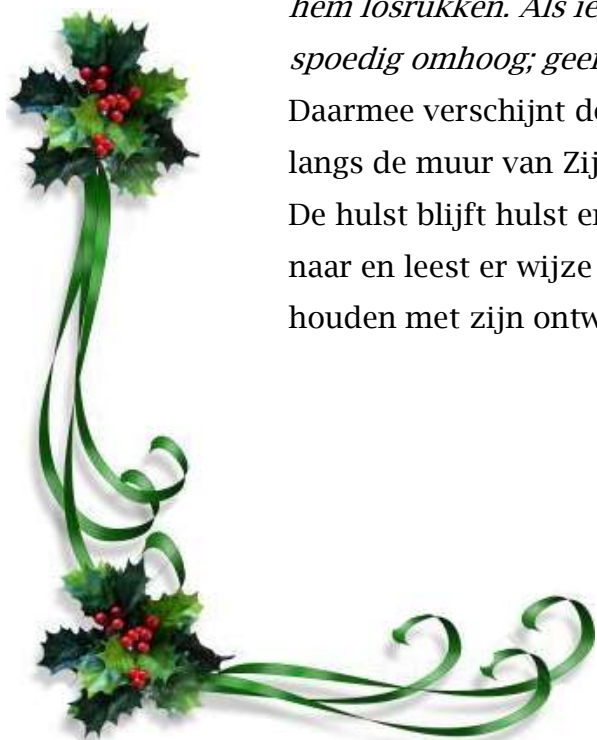 hem losrukken. Als ie
spoedig omhoog; geen
Daarmee verschijnt de
langs de muur van Zij
De hulst blijft hulst en
naar en leest er wijze
houden met zijn ontw